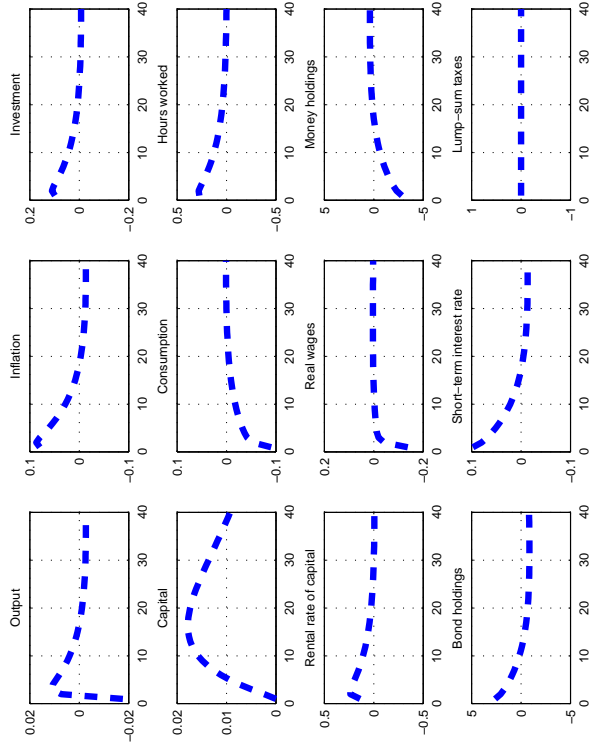 Output
0.02
0
−0.02
0 10 20 30 40
Inflation
0.1
0
−0.1
0 10 20 30 40
Investment
0.2
0
−0.2
0 10 20 30 40
Capital
0.02
0.01
0
0 10 20 30 40
Consumption
0.1
0
−0.1
0 10 20 30 40
Hours worked
0.5
0
−0.5
0 10 20 30 40
Rental rate of capital
0.5
0
−0.5
0 10 20 30 40
Real wages
0.2
0
−0.2
0 10 20 30 40
Money holdings
5
0
−5
0 10 20 30 40
Bond holdings
5
0
−5
0 10 20 30 40
Short−term interest rate
0.1
0
−0.1
0 10 20 30 40
Lump−sum taxes
1
0
−1
0 10 20 30 40